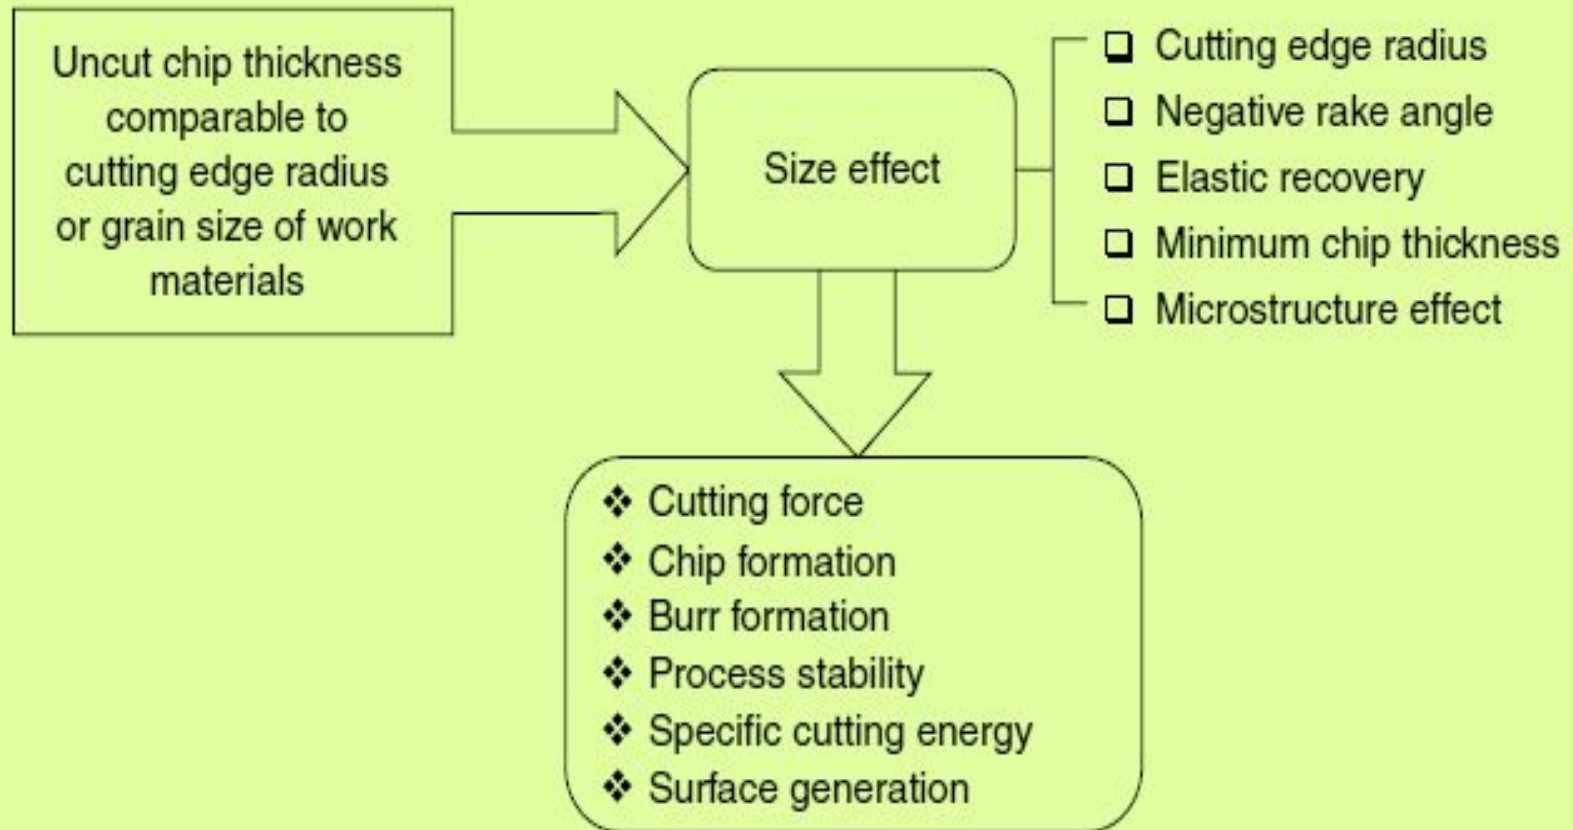 Uncut chip thickness
comparable to
cutting edge radius
or grain size of work
materials
Size effect
Cutting edge radius
Negative rake angle
Elastic recovery
Minimum chip thickness
Microstructure effect
Cutting force
Chip formation
Burr formation
Process stability
Specific cutting energy
Surface generation